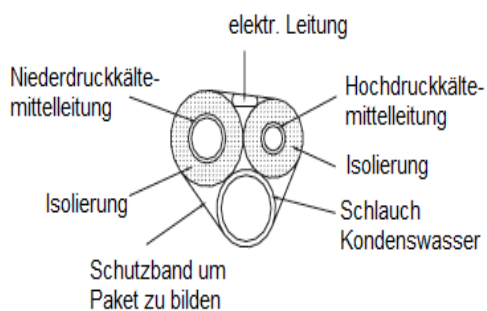 elektr. Leitung
Niederdruckkälte-
mittelleitung
Hochdruckkälte-
mittelleitung
Isolierung
Isolierung
Schlauch
Kondenswasser
Schutzband um
Paket zu bilden